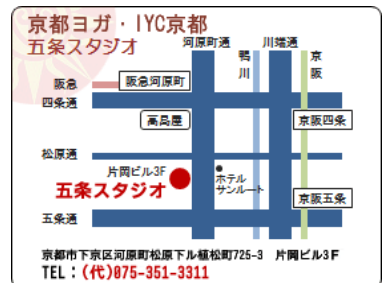 京都ヨガ・IYC京都
五条スタジオ
河原町通
川端通
鴨川
京阪
阪急
阪急河原町
四条通
高島屋
京阪四条
松原通
片岡ビル3F
五条スタジオ
ホテル
サンルート
京阪五条
五条通
京都市下京区河原町松原下ル植松町725-3 片岡ビル3F
TEL：(代)075-351-3311